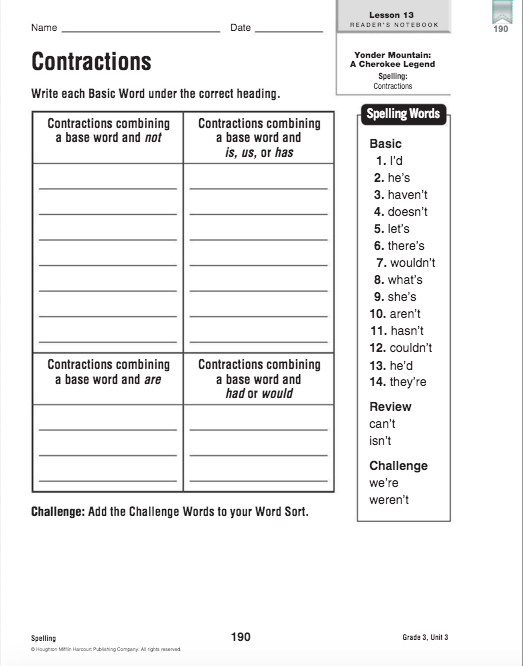 Lesson 13
READER'S NOTEBOOK
190
Name Date
Contractions
Yonder Mountain:
A Cherokee Legend
Spelling:
Contractions
Write each Basic Word under the correct heading.
Contractions combining
a base word and not
Contractions combining
a base word and
is, us, or has
Contractions combining
a base word and are
Contractions combining
a base word and
had or would
Challenge: Add the Challenge Words to your Word Sort.
Spelling Words
Basic
1. I'd
2. he's
3. haven't
4. doesn't
5. let's
6. there's
7. wouldn't
8. what's
9. she's
10. aren't
11. hasn't
12. couldn't
13. he'd
14. they're
Review
can't
isn't
Challenge
we're
weren't
Spelling 190 Grade 3, Unit 3
© Houghton Mifflin Harcourt Publishing Company. All rights reserved.